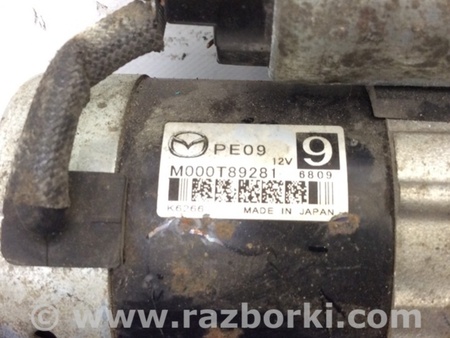 PE09
12V
9
M000T89281
6809
K6266
MADE IN JAPAN
www.razborki.com